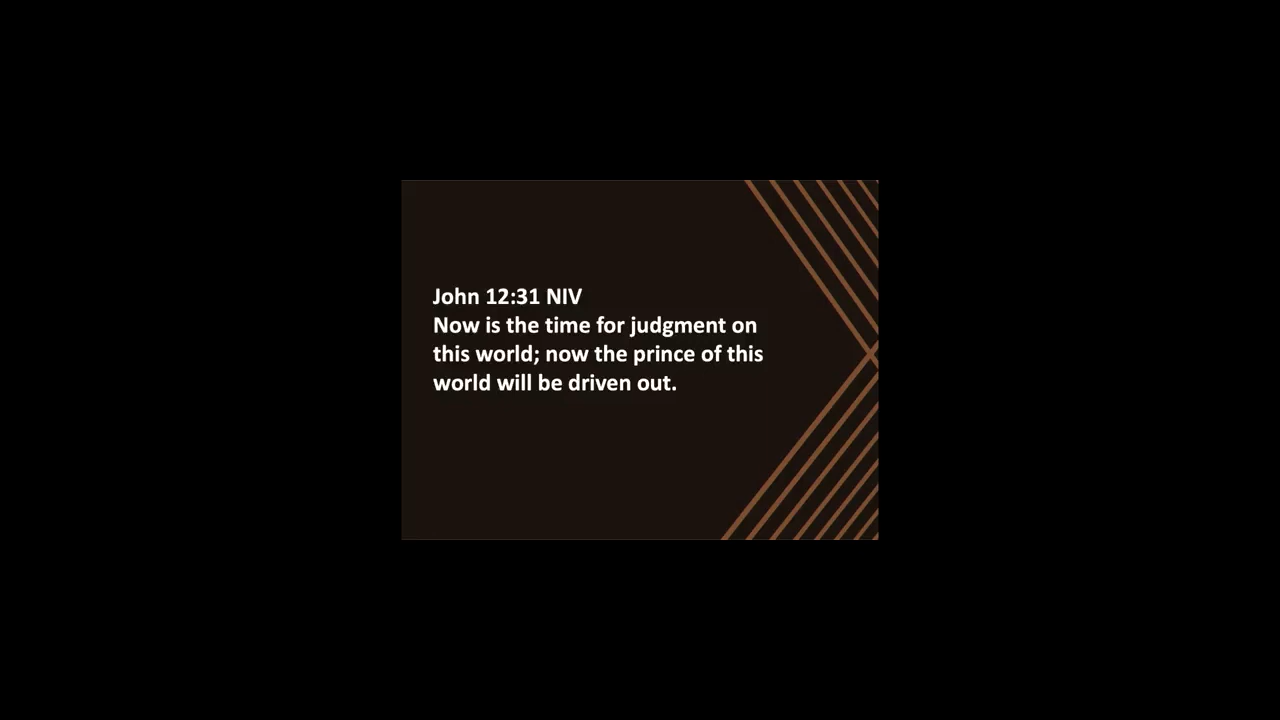 John 12:31 NIV
Now is the time for judgment on
this world; now the prince of this
world will be driven out.